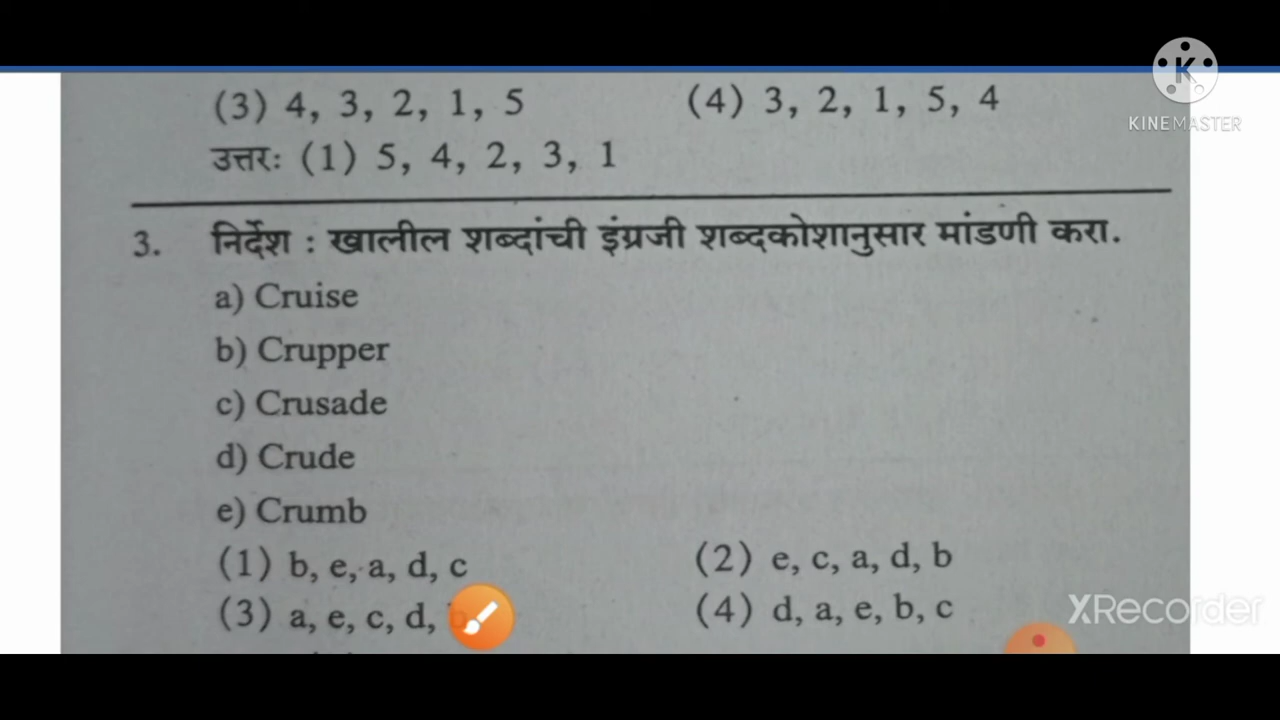 (3) 4, 3, 2, 1, 5 (4) 3, 2, 1, 5, 4
KINEMASTER
उत्तरः (1) 5, 4, 2, 3, 1
3. निर्देश : खालील शब्दांची इंग्रजी शब्दकोशानुसार मांडणी करा.
a) Cruise
b) Crupper
c) Crusade
d) Crude
e) Crumb
(1) b, e, a, d, c (2) e, c, a, d, b
(3) a, e, c, d, (4) d, a, e, b, c
XRecorder